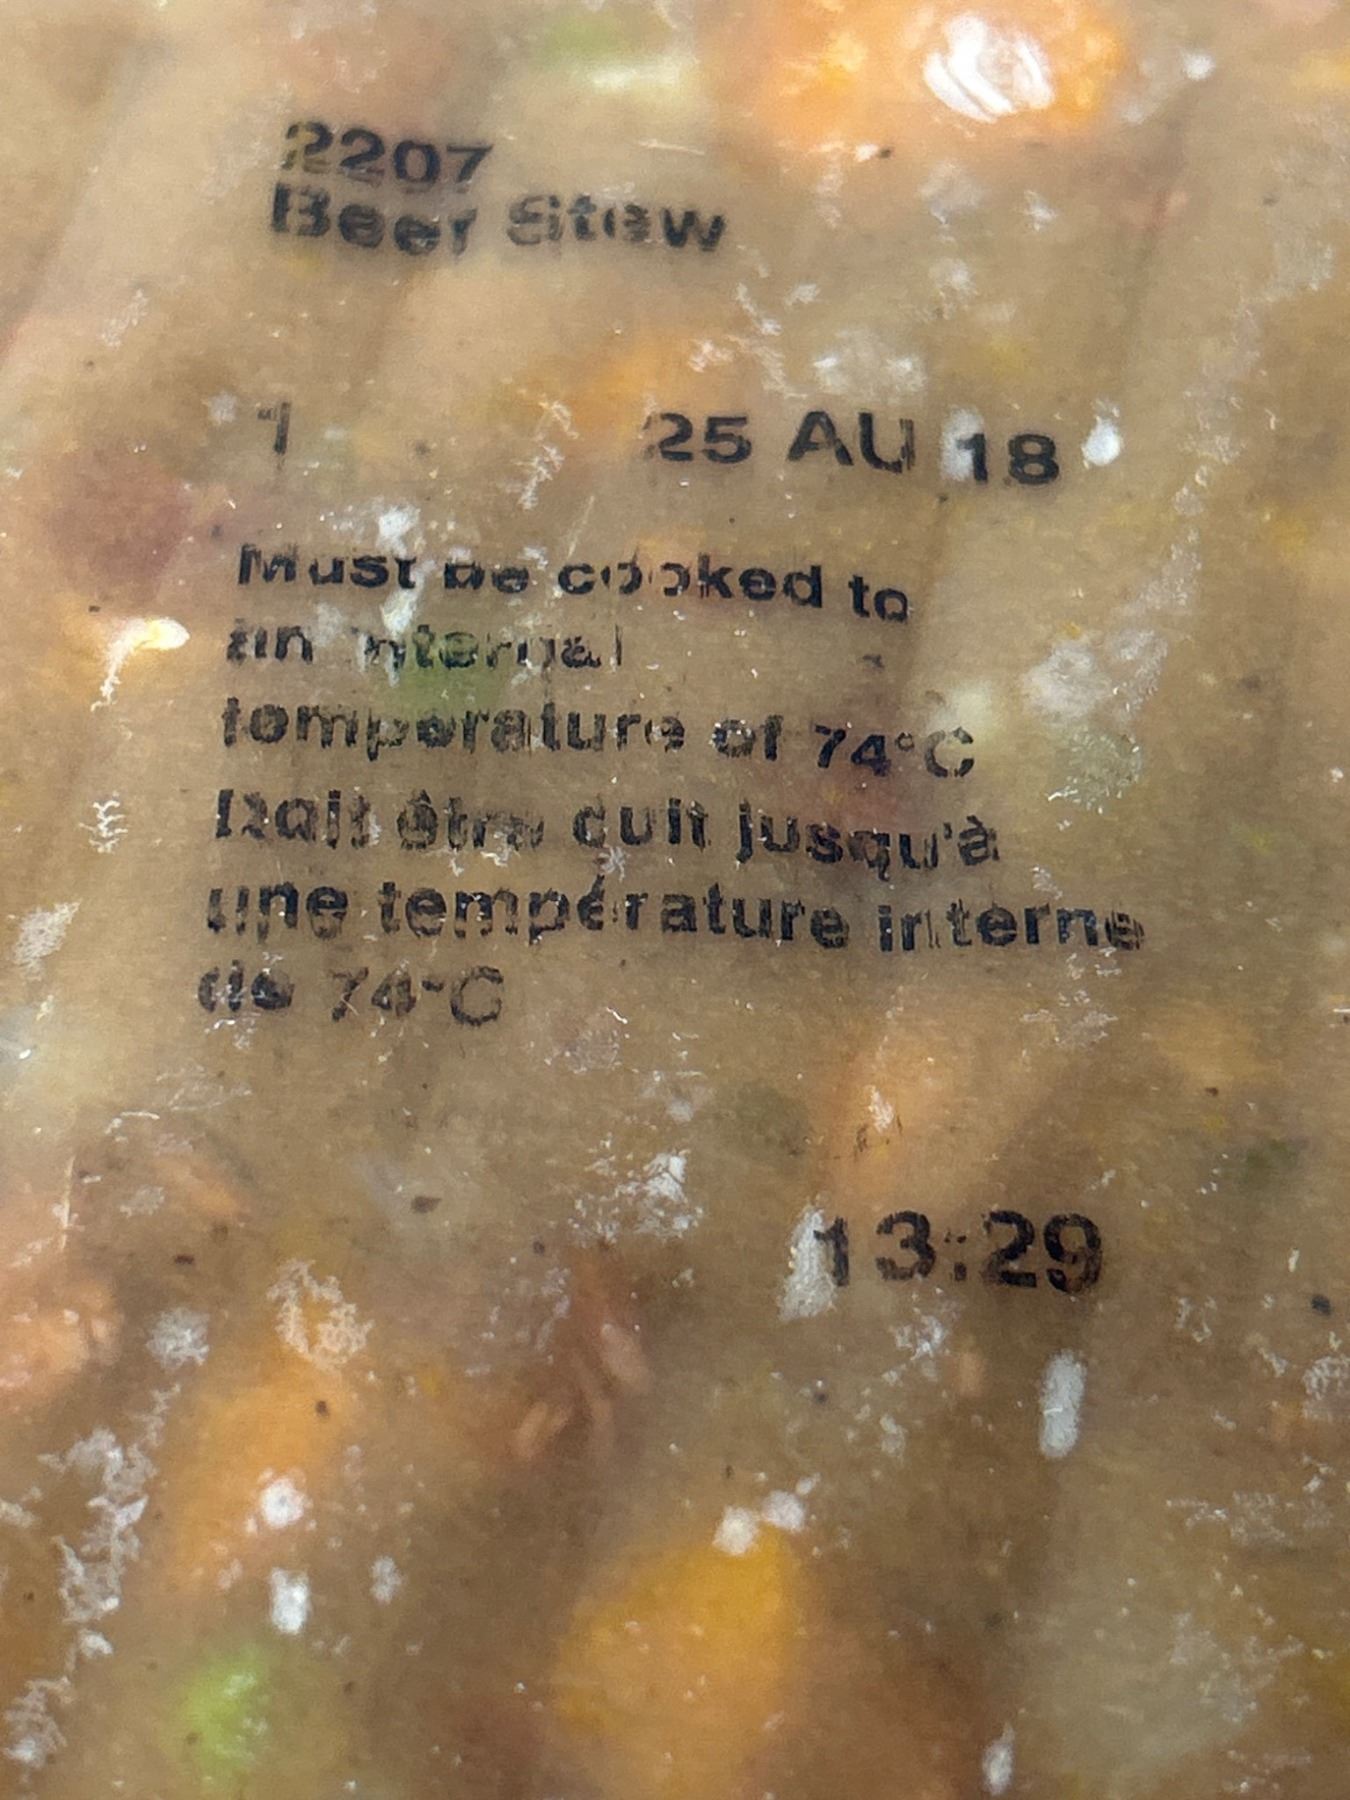 2207
Beef Stew
1 25 AU 18
Must be cooked to
an internal
temperature of 74°C
Doit être cuit jusqu'à
une température interne
de 74°C
13:29